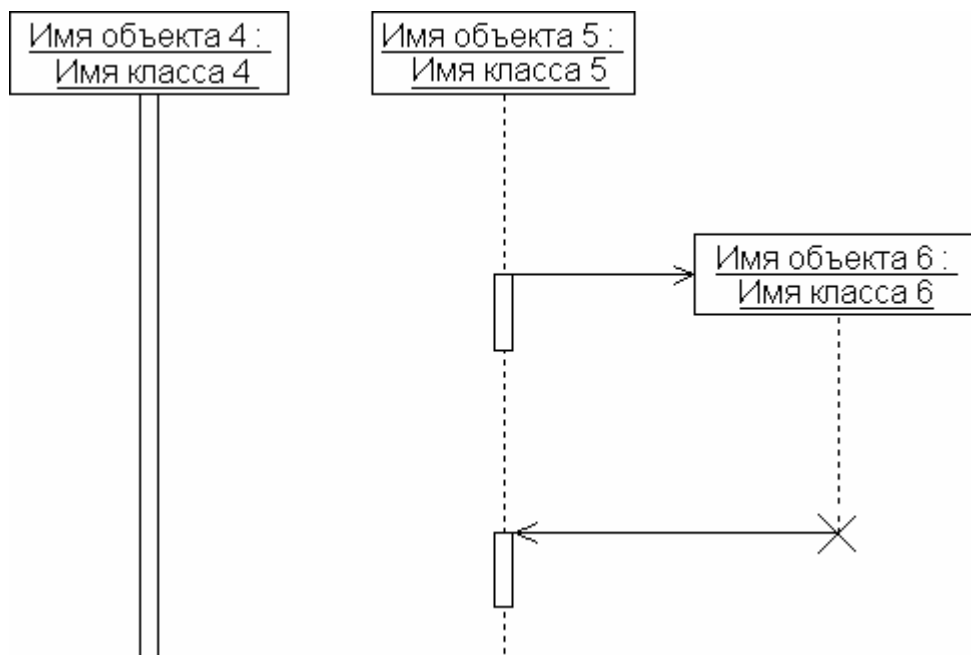 Имя объекта 4 :
Имя класса 4
Имя объекта 5 :
Имя класса 5
Имя объекта 6 :
Имя класса 6